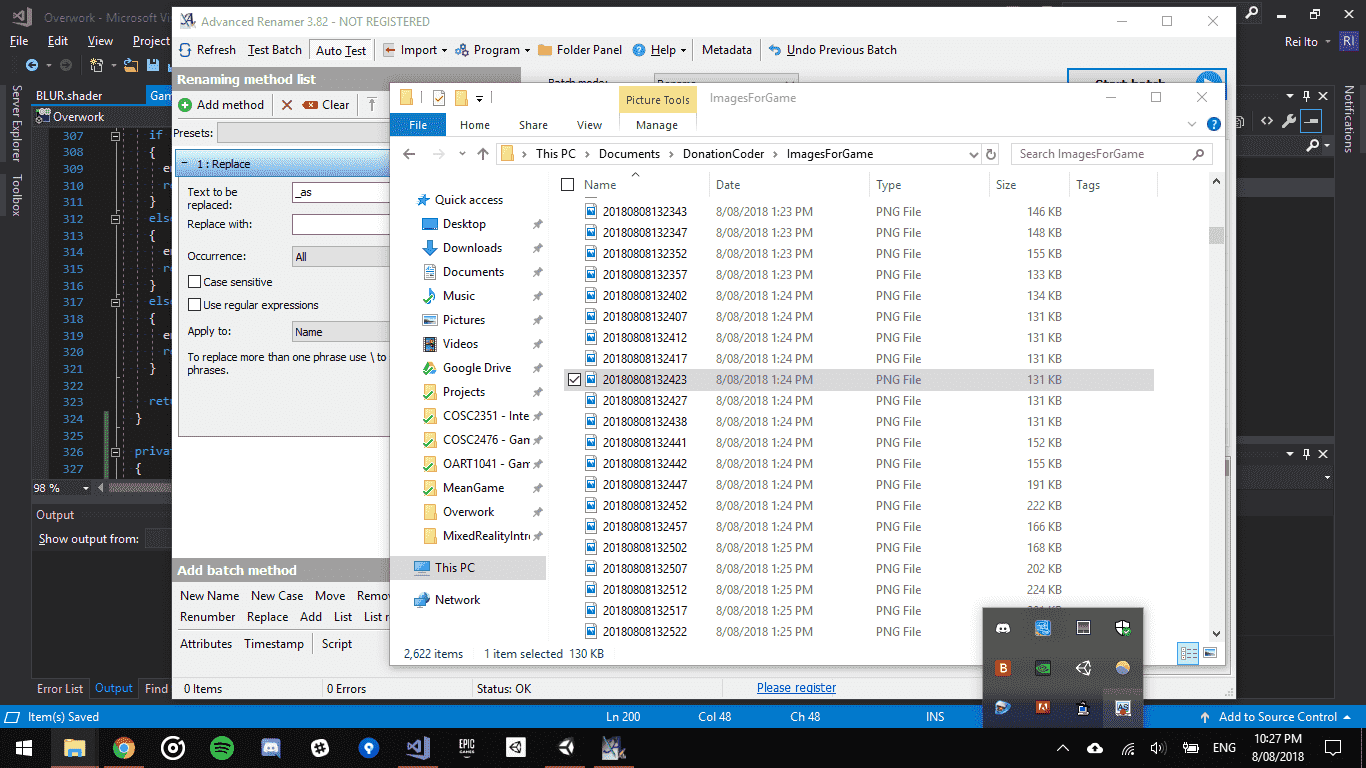 Overwork - Microsoft Vi
Advanced Renamer 3.82 - NOT REGISTERED
File Edit View Project
Rei Ito RI
Refresh Test Batch Auto Test Import Program Folder Panel Help Metadata Undo Previous Batch
Renaming method list
Batch mode: Rename
Start batch
Add method Clear
Presets:
1 : Replace
Text to be replaced: _as
Replace with:
Occurrence: All
Case sensitive
Use regular expressions
Apply to: Name
To replace more than one phrase use \ to
phrases.
Add batch method
New Name New Case Move Remov
Renumber Replace Add List List r
Attributes Timestamp Script
0 Items 0 Errors Status: OK Please register
BLUR.shader Gam
Overwork
Server Explorer
Toolbox
Notifications
307 if
308 {
309 e
310 re
311 }
312 else
313 {
314 e
315 re
316 }
317 else
318 {
319 e
320 re
321 }
322
323 retu
324 }
325
326 privat
327 {
98 %
Output
Show output from:
Error List Output Find
Picture Tools ImagesForGame
File Home Share View Manage
This PC Documents DonationCoder ImagesForGame Search ImagesForGame
Quick access
Desktop
Downloads
Documents
Music
Pictures
Videos
Google Drive
Projects
COSC2351 - Inte
COSC2476 - Gam
OART1041 - Gam
MeanGame
Overwork
MixedRealityIntr
This PC
Network
Name Date Type Size Tags
20180808132343 8/08/2018 1:23 PM PNG File 146 KB
20180808132347 8/08/2018 1:23 PM PNG File 148 KB
20180808132352 8/08/2018 1:23 PM PNG File 155 KB
20180808132357 8/08/2018 1:23 PM PNG File 133 KB
20180808132402 8/08/2018 1:24 PM PNG File 134 KB
20180808132407 8/08/2018 1:24 PM PNG File 131 KB
20180808132412 8/08/2018 1:24 PM PNG File 131 KB
20180808132417 8/08/2018 1:24 PM PNG File 131 KB
20180808132423 8/08/2018 1:24 PM PNG File 131 KB
20180808132427 8/08/2018 1:24 PM PNG File 131 KB
20180808132438 8/08/2018 1:24 PM PNG File 131 KB
20180808132441 8/08/2018 1:24 PM PNG File 152 KB
20180808132442 8/08/2018 1:24 PM PNG File 155 KB
20180808132447 8/08/2018 1:24 PM PNG File 191 KB
20180808132452 8/08/2018 1:24 PM PNG File 222 KB
20180808132457 8/08/2018 1:24 PM PNG File 166 KB
20180808132502 8/08/2018 1:25 PM PNG File 168 KB
20180808132507 8/08/2018 1:25 PM PNG File 202 KB
20180808132512 8/08/2018 1:25 PM PNG File 224 KB
20180808132517 8/08/2018 1:25 PM PNG File
20180808132522 8/08/2018 1:25 PM PNG File
2,622 items 1 item selected 130 KB
Item(s) Saved Ln 200 Col 48 Ch 48 INS Add to Source Control
EPIC GAMES
ENG
10:27 PM
8/08/2018